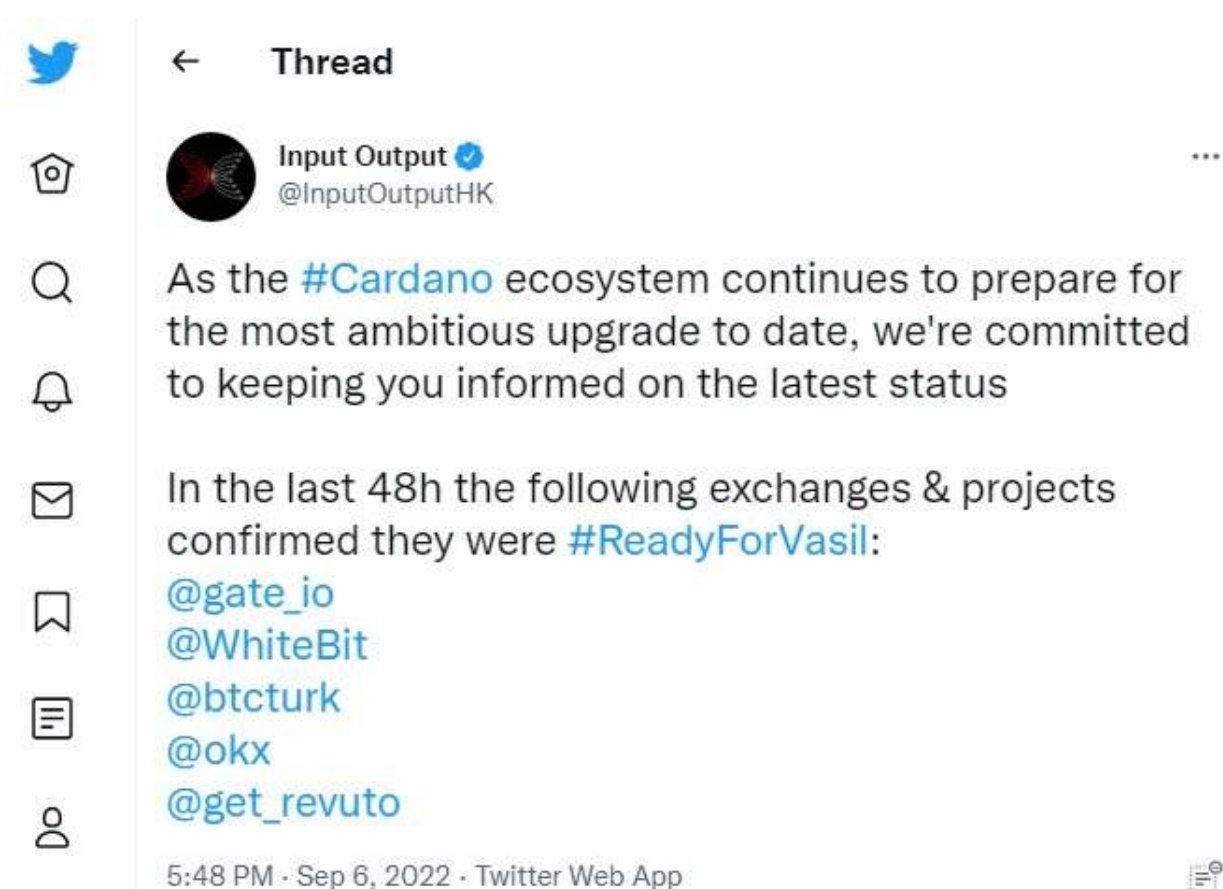 Thread
Input Output
@InputOutputHK
As the #Cardano ecosystem continues to prepare for
the most ambitious upgrade to date, we're committed
to keeping you informed on the latest status
In the last 48h the following exchanges & projects
confirmed they were #ReadyForVasil:
@gate_io
@WhiteBit
@btcturk
@okx
@get_revuto
5:48 PM · Sep 6, 2022 · Twitter Web App